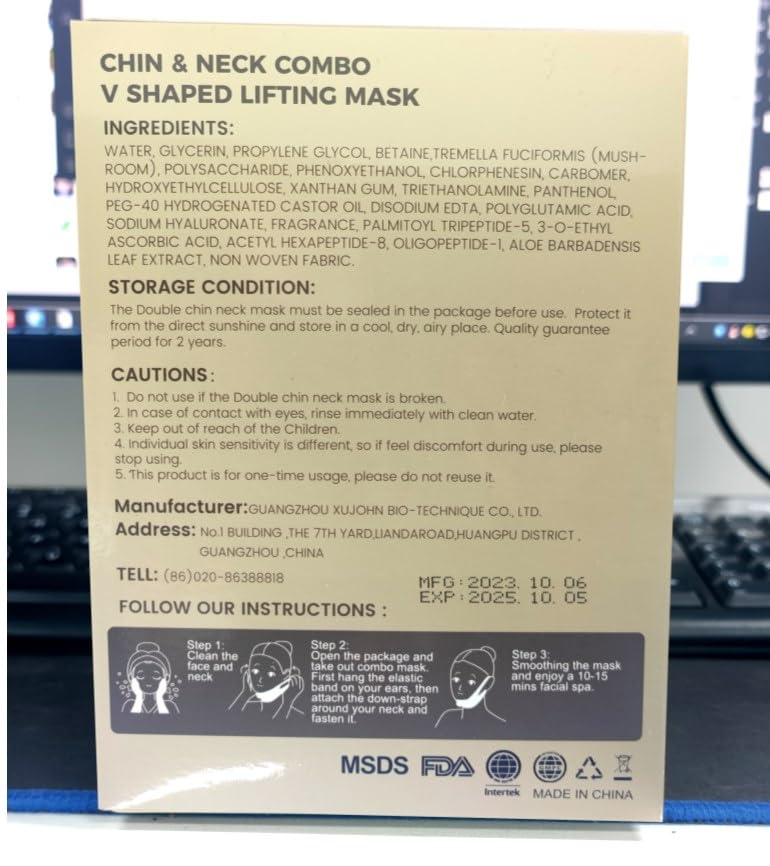 CHIN & NECK COMBO
V SHAPED LIFTING MASK
INGREDIENTS:
WATER, GLYCERIN, PROPYLENE GLYCOL, BETAINE,TREMELLA FUCIFORMIS (MUSH-
ROOM), POLYSACCHARIDE, PHENOXYETHANOL, CHLORPHENESIN, CARBOMER,
HYDROXYETHYLCELLULOSE, XANTHAN GUM, TRIETHANOLAMINE, PANTHENOL,
PEG-40 HYDROGENATED CASTOR OIL, DISODIUM EDTA, POLYGLUTAMIC ACID,
SODIUM HYALURONATE, FRAGRANCE, PALMITOYL TRIPEPTIDE-5, 3-O-ETHYL
ASCORBIC ACID, ACETYL HEXAPEPTIDE-8, OLIGOPEPTIDE-1, ALOE BARBADENSIS
LEAF EXTRACT, NON WOVEN FABRIC.
STORAGE CONDITION:
The Double chin neck mask must be sealed in the package before use. Protect it
from the direct sunshine and store in a cool, dry, airy place. Quality guarantee
period for 2 years.
CAUTIONS:
1. Do not use if the Double chin neck mask is broken.
2. In case of contact with eyes, rinse immediately with clean water.
3. Keep out of reach of the Children.
4. Individual skin sensitivity is different, so if feel discomfort during use, please
stop using.
5. This product is for one-time usage, please do not reuse it.
Manufacturer:GUANGZHOU XUJOHN BIO-TECHNIQUE CO., LTD.
Address: No.1 BUILDING ,THE 7TH YARD,LIANDAROAD,HUANGPU DISTRICT ,
GUANGZHOU ,CHINA
TELL: (86)020-86388818
MFG:2023. 10. 06
EXP:2025. 10. 05
FOLLOW OUR INSTRUCTIONS :
Step 1:
Clean the
face and
neck
Step 2:
Open the package and
take out combo mask.
First hang the elastic
band on your ears, then
attach the down-strap
around your neck and
fasten it.
Step 3:
Smoothing the mask
and enjoy a 10-15
mins facial spa.
MSDS FDA
Intertek
GMPC
MADE IN CHINA